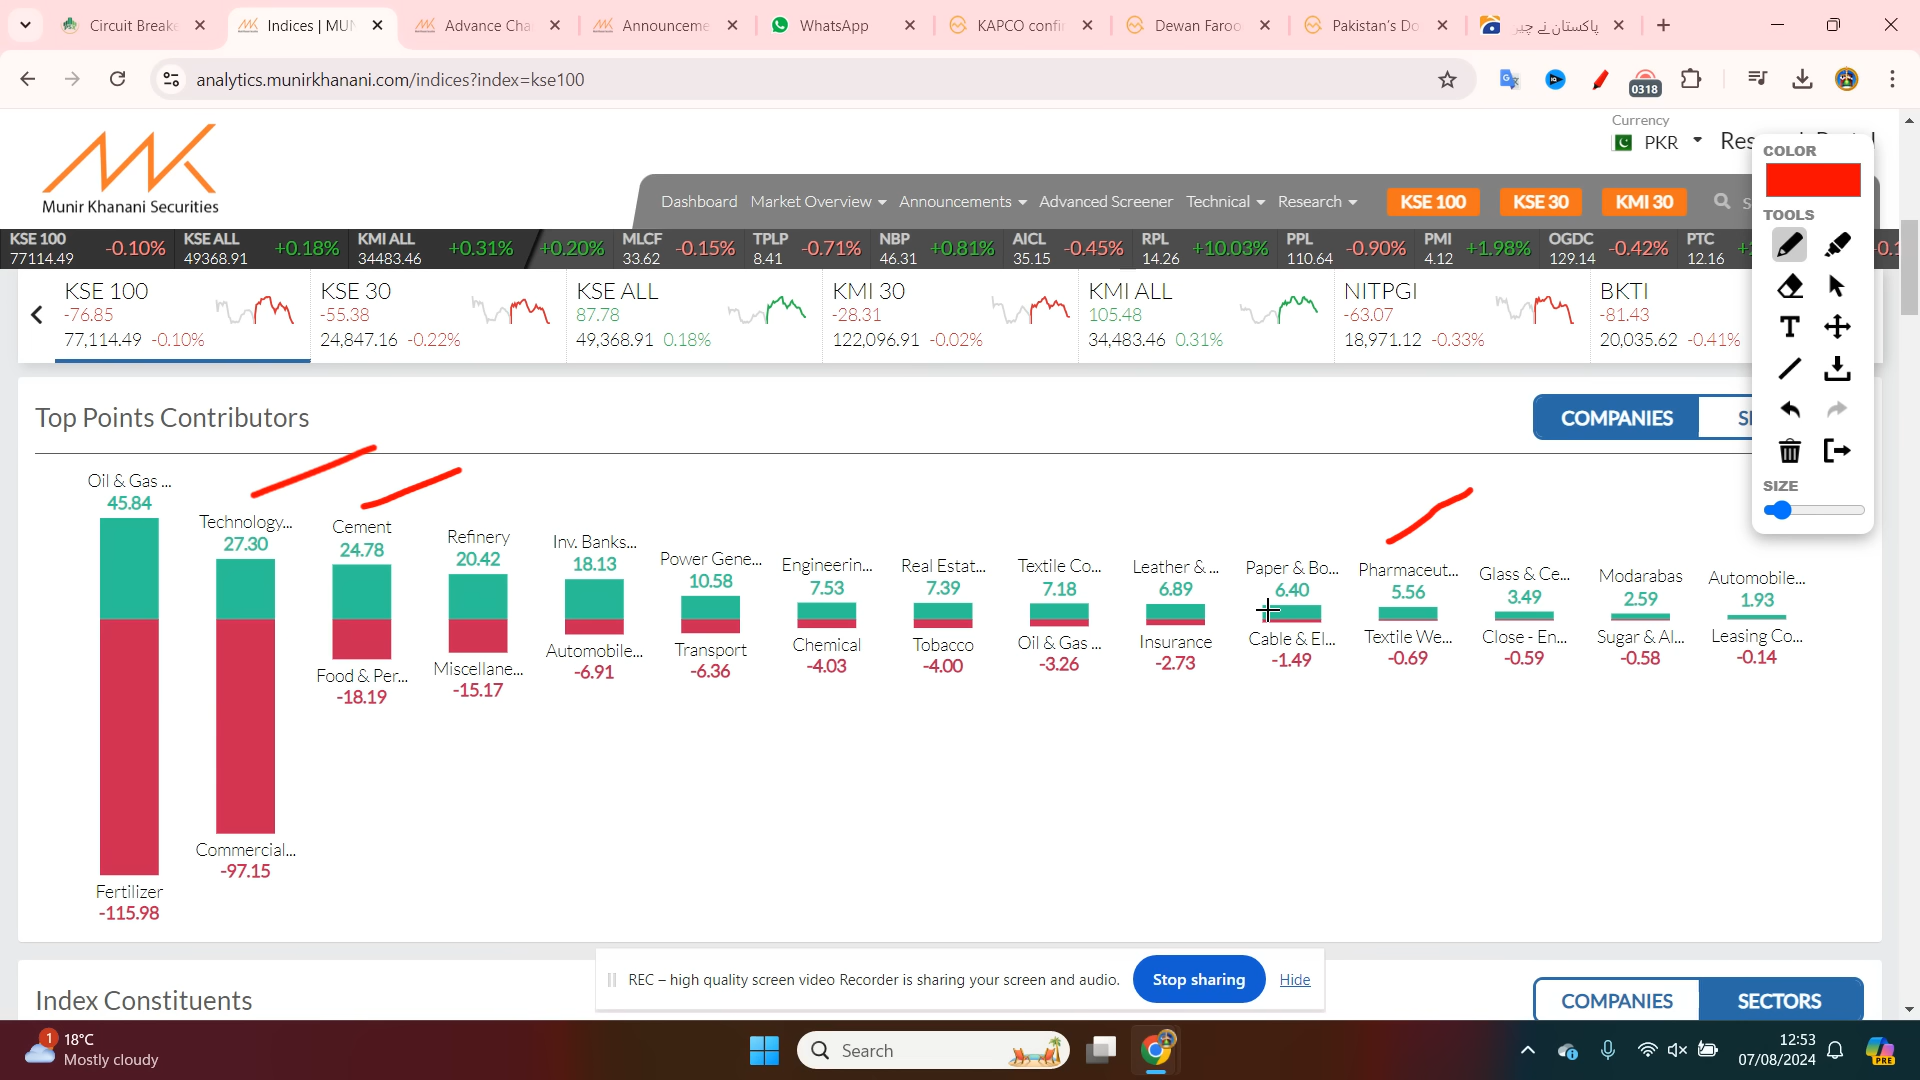 Circuit Breake
Indices | MUN
Advance Cha
Announceme
WhatsApp
KAPCO confir
Dewan Faroo
Pakistan's Do
پاکستان نے چیر
analytics.munirkhanani.com/indices?index=kse100
0318
Munir Khanani Securities
Currency
PKR
Dashboard Market Overview Announcements Advanced Screener Technical Research KSE 100 KSE 30 KMI 30
KSE 100 77114.49 -0.10%
KSE ALL 49368.91 +0.18%
KMI ALL 34483.46 +0.31%
+0.20%
MLCF 33.62 -0.15%
TPLP 8.41 -0.71%
NBP 46.31 +0.81%
AICL 35.15 -0.45%
RPL 14.26 +10.03%
PPL 110.64 -0.90%
PMI 4.12 +1.98%
OGDC 129.14 -0.42%
PTC 12.16
KSE 100
-76.85
77,114.49 -0.10%
KSE 30
-55.38
24,847.16 -0.22%
KSE ALL
87.78
49,368.91 0.18%
KMI 30
-28.31
122,096.91 -0.02%
KMI ALL
105.48
34,483.46 0.31%
NITPGI
-63.07
18,971.12 -0.33%
BKTI
-81.43
20,035.62 -0.41%
COLOR
TOOLS
T
SIZE
Top Points Contributors
COMPANIES
Oil & Gas ...
45.84
Fertilizer
-115.98
Technology...
27.30
Commercial...
-97.15
Cement
24.78
Food & Per...
-18.19
Refinery
20.42
Miscellane...
-15.17
Inv. Banks...
18.13
Automobile...
-6.91
Power Gene...
10.58
Transport
-6.36
Engineerin...
7.53
Chemical
-4.03
Real Estat...
7.39
Tobacco
-4.00
Textile Co...
7.18
Oil & Gas ...
-3.26
Leather & ...
6.89
Insurance
-2.73
Paper & Bo...
6.40
Cable & El...
-1.49
Pharmaceut...
5.56
Textile We...
-0.69
Glass & Ce...
3.49
Close - En...
-0.59
Modarabas
2.59
Sugar & Al...
-0.58
Automobile...
1.93
Leasing Co...
-0.14
REC – high quality screen video Recorder is sharing your screen and audio. Stop sharing Hide
Index Constituents
COMPANIES SECTORS
1
18°C
Mostly cloudy
Search
12:53
07/08/2024
PRE